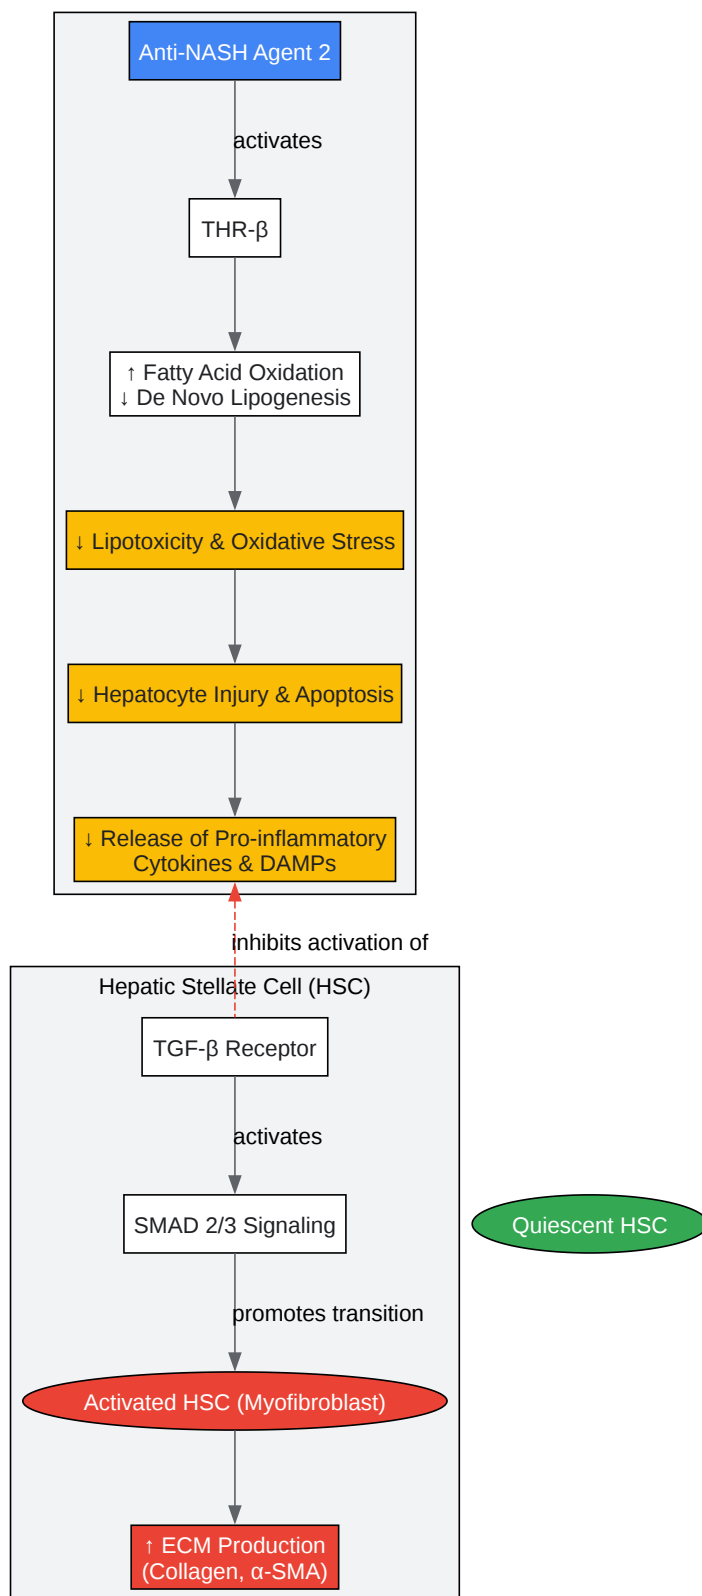 Anti-NASH Agent 2
activates
THR-β
↑ Fatty Acid Oxidation
↓ De Novo Lipogenesis
↓ Lipotoxicity & Oxidative Stress
↓ Hepatocyte Injury & Apoptosis
↓ Release of Pro-inflammatory
Cytokines & DAMPs
inhibits activation of
Hepatic Stellate Cell (HSC)
TGF-β Receptor
activates
SMAD 2/3 Signaling
Quiescent HSC
promotes transition
Activated HSC (Myofibroblast)
↑ ECM Production
(Collagen, α-SMA)